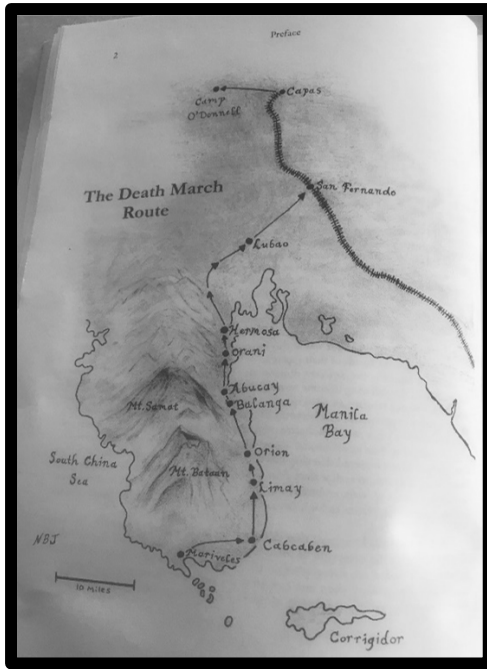 Preface
2
Capas
Camp
O'Donnell
San Fernando
The Death March
Route
Lubao
Hermosa
Orani
Abucay
Mt. Samat
Balanga
Manila
Bay
Orion
South China
Sea
Mt. Bataan
Limay
NBJ
Cabcaben
Mariveles
10 MILES
Corrigidor